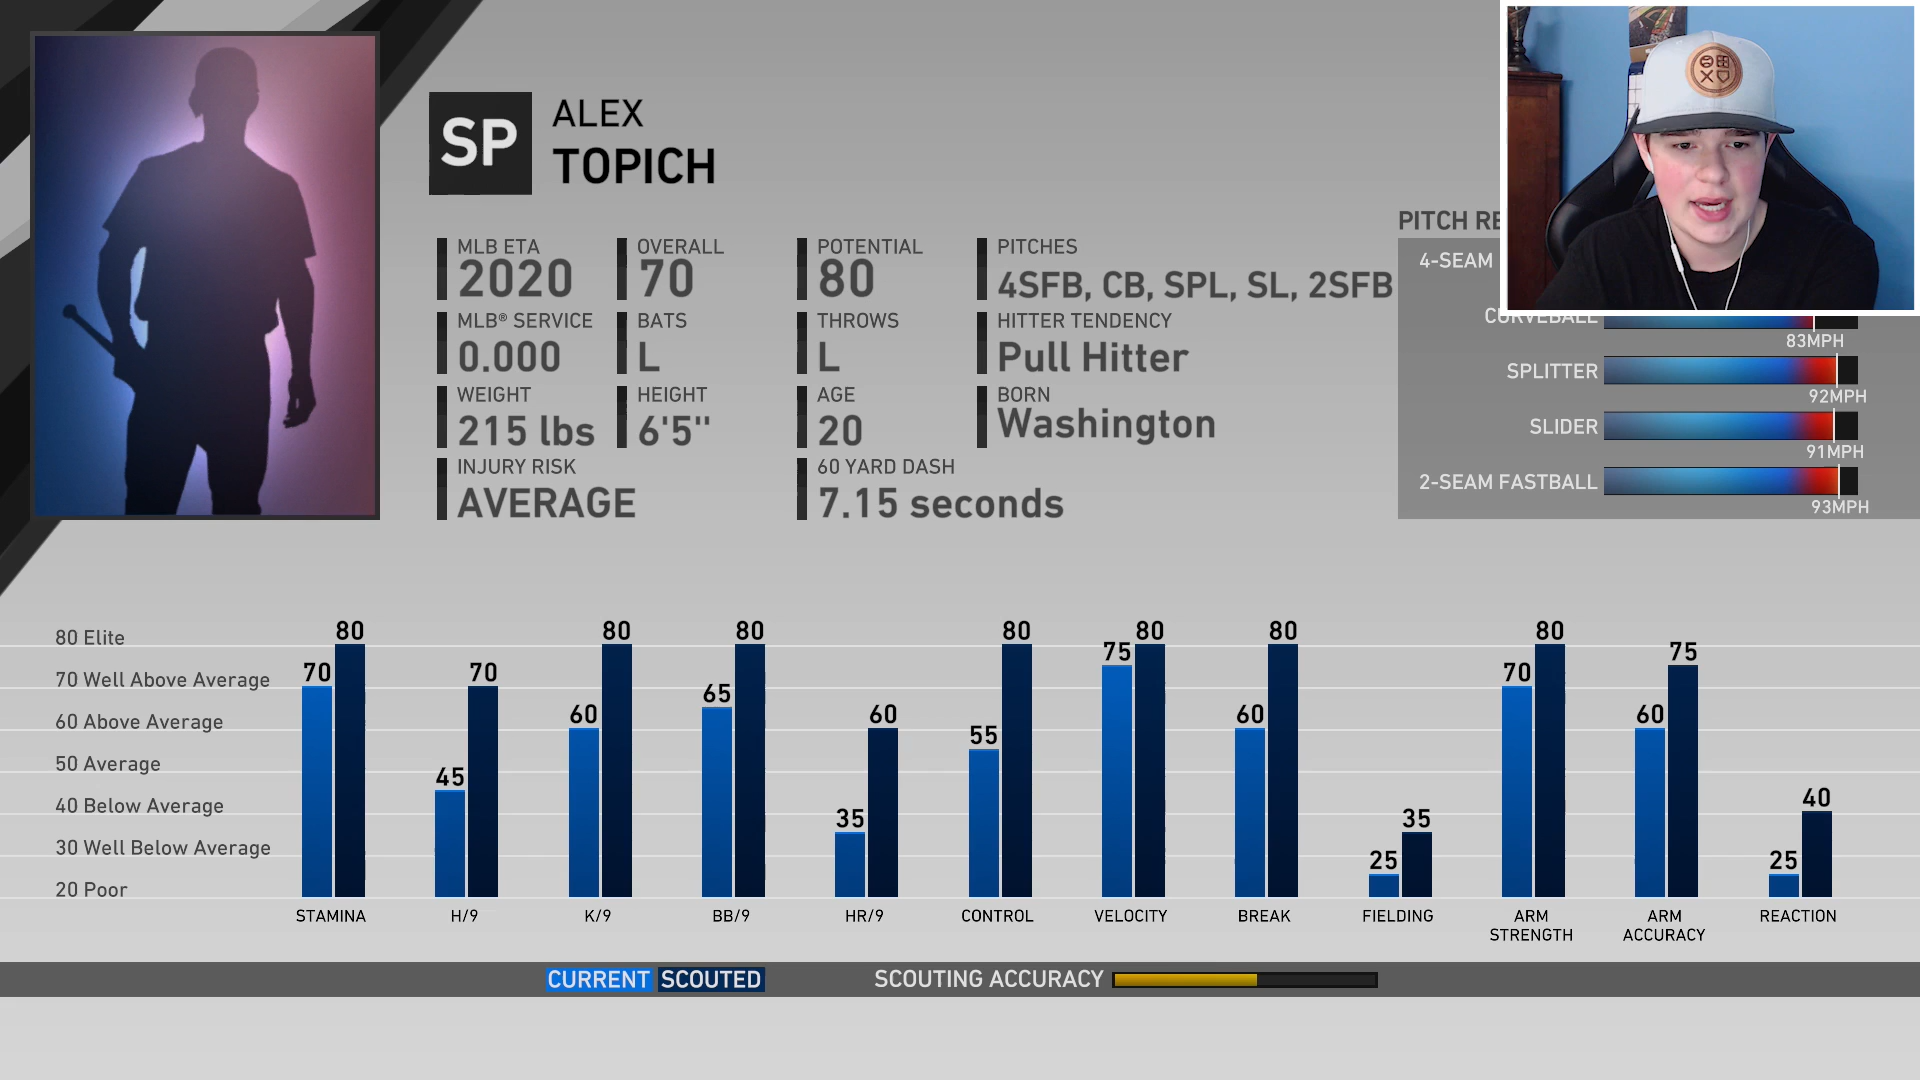 SP
ALEX
TOPICH
MLB ETA
2020
OVERALL
70
POTENTIAL
80
PITCHES
4SFB, CB, SPL, SL, 2SFB
MLB® SERVICE
0.000
BATS
L
THROWS
L
HITTER TENDENCY
Pull Hitter
WEIGHT
215 lbs
HEIGHT
6'5"
AGE
20
BORN
Washington
INJURY RISK
AVERAGE
60 YARD DASH
7.15 seconds
PITCH RE
4-SEAM
CURVEBALL
83MPH
SPLITTER
92MPH
SLIDER
91MPH
2-SEAM FASTBALL
93MPH
80 Elite
70 Well Above Average
60 Above Average
50 Average
40 Below Average
30 Well Below Average
20 Poor
70 80
45 70
60 80
65 80
35 60
55 80
75 80
60 80
25 35
70 80
60 75
25 40
STAMINA
H/9
K/9
BB/9
HR/9
CONTROL
VELOCITY
BREAK
FIELDING
ARM
STRENGTH
ARM
ACCURACY
REACTION
CURRENT SCOUTED
SCOUTING ACCURACY